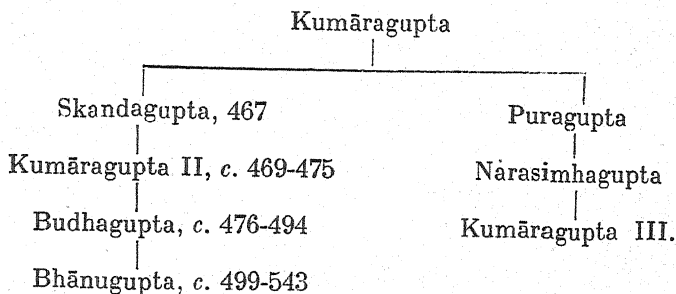 Kumāragupta
Skandagupta, 467
Puragupta
Kumāragupta II, c. 469-475
Narasimhagupta
Budhagupta, c. 476-494
Kumāragupta III.
Bhānugupta, c. 499-543